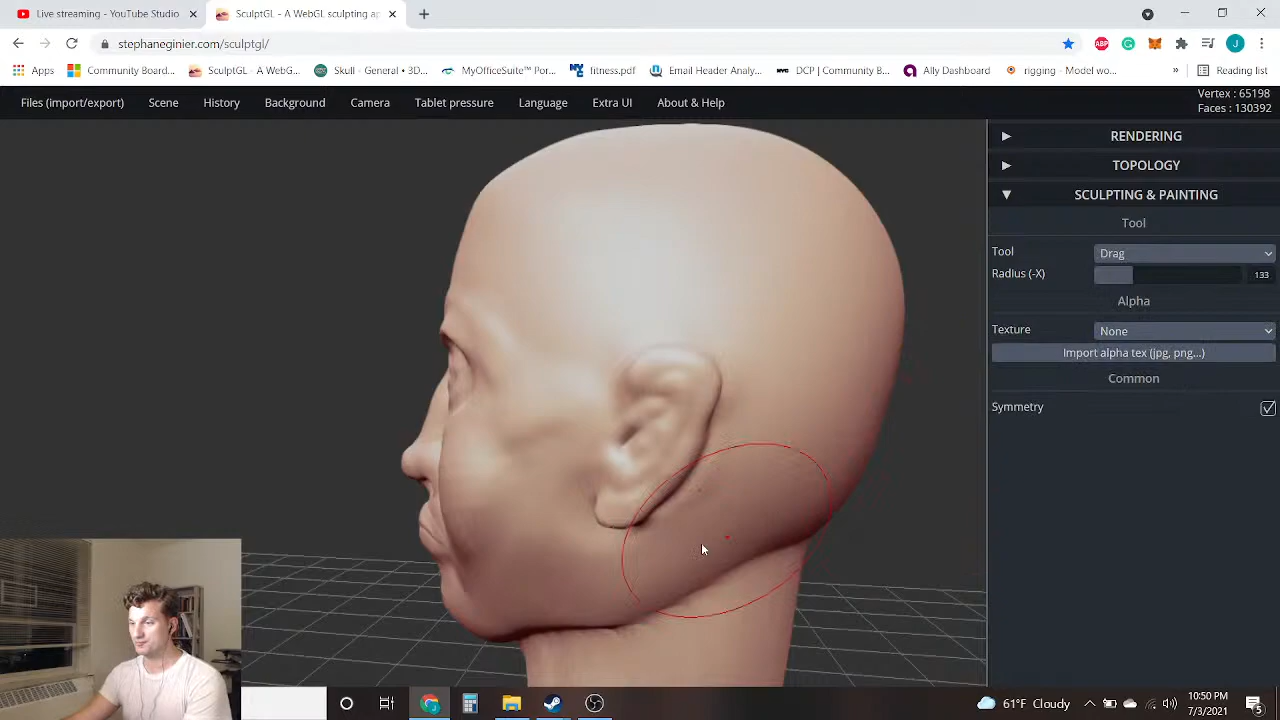 Live streaming - YouTube Studio
SculptGL - A WebGL sculpting ap
stephaneginier.com/sculptgl/
ABP
G
J
Apps
Community Board...
SculptGL - A WebG...
Skull - General • 3D...
MyOfficeSuite™ Por...
fitness.pdf
Email Header Analy...
DCP | Community B...
Ally Dashboard
rigging - Model wo...
»
Reading list
Files (import/export)
Scene
History
Background
Camera
Tablet pressure
Language
Extra UI
About & Help
Vertex : 65198
Faces : 130392
RENDERING
TOPOLOGY
SCULPTING & PAINTING
Tool
Tool
Drag
Radius (-X)
133
Alpha
Texture
None
Import alpha tex (jpg, png...)
Common
Symmetry
61°F Cloudy
10:50 PM
7/3/2021
5